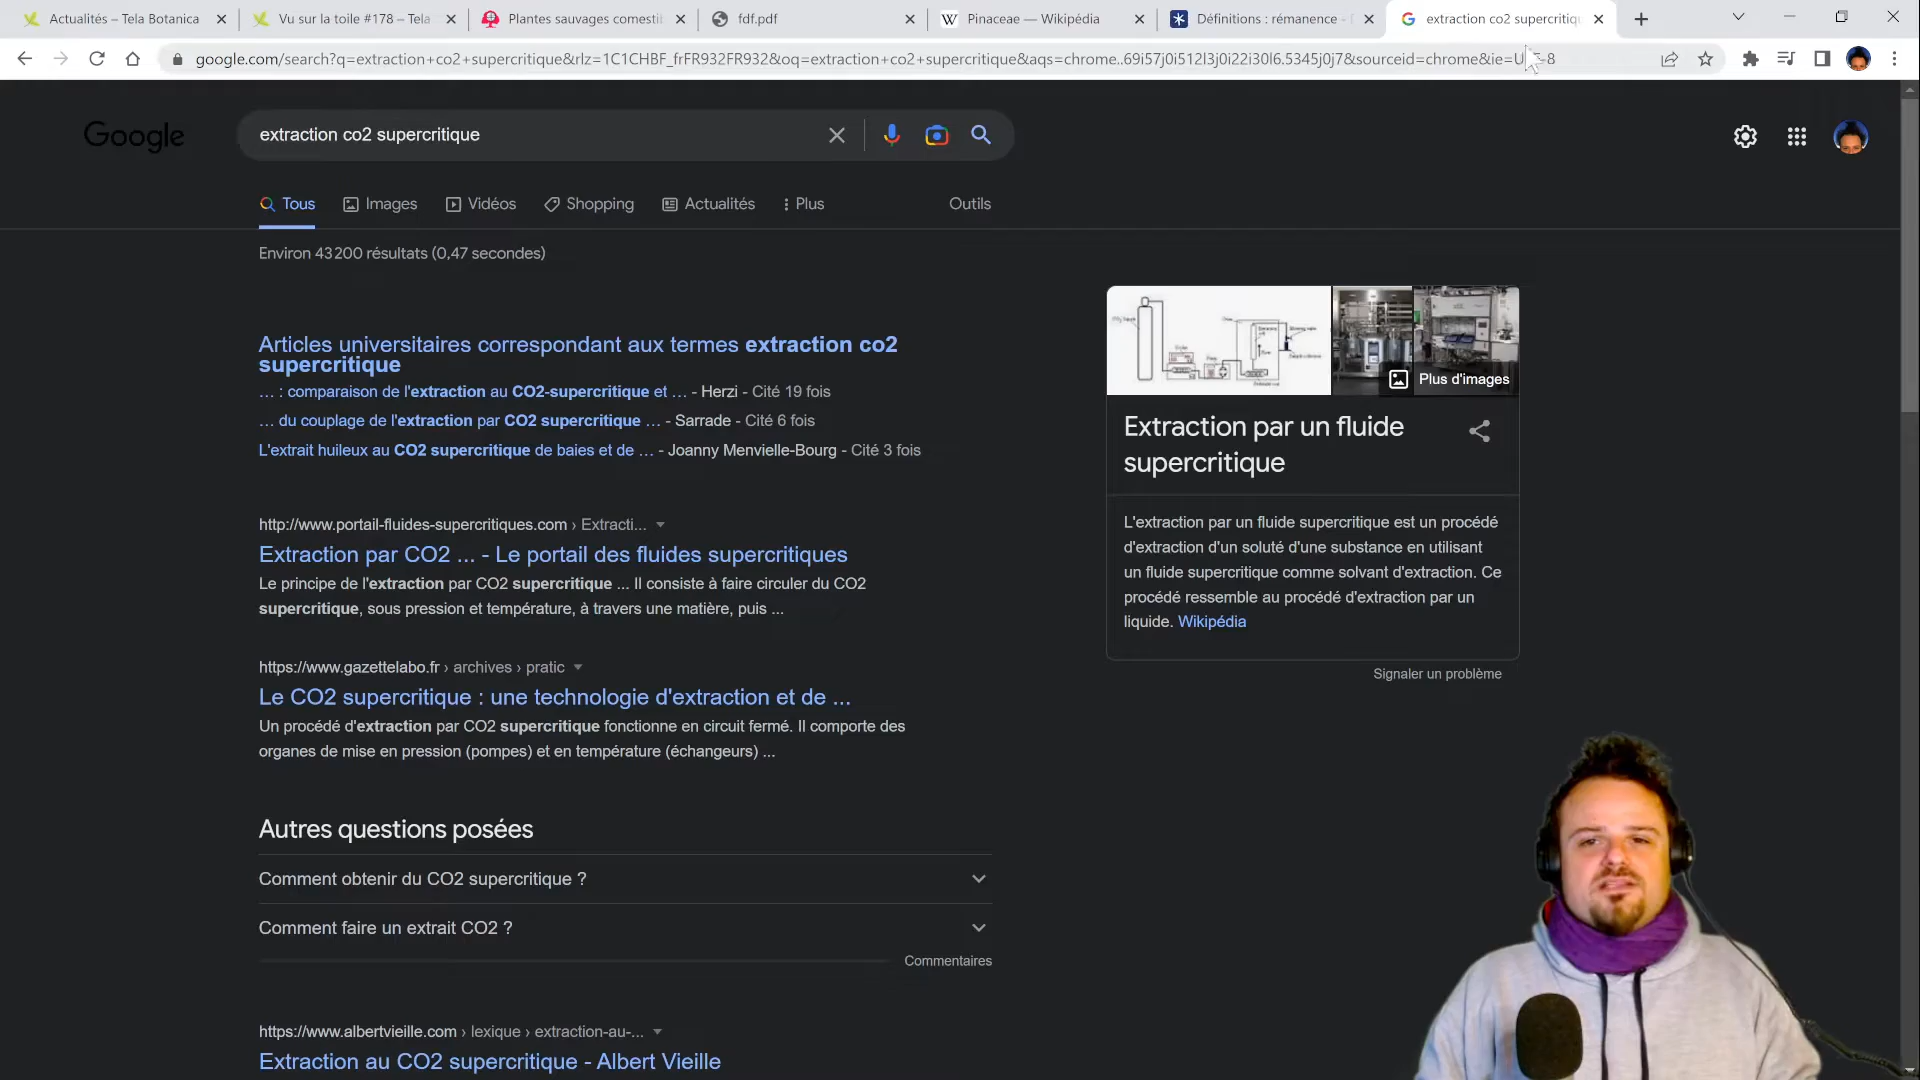 Actualités – Tela Botanica
Vu sur la toile #178 – Tela
Plantes sauvages comesti
fdf.pdf
Pinaceae — Wikipédia
Définitions : rémanence -
extraction co2 supercritiqu
google.com/search?q=extraction+co2+supercritique&rlz=1C1CHBF_frFR932FR932&oq=extraction+co2+supercritique&aqs=chrome..69i57j0i512l3j0i22i30l6.5345j0j7&sourceid=chrome&ie=UTF-8
Google
extraction co2 supercritique
Tous
Images
Vidéos
Shopping
Actualités
Plus
Outils
Environ 43 200 résultats (0,47 secondes)
Articles universitaires correspondant aux termes extraction co2
supercritique
… : comparaison de l'extraction au CO2-supercritique et … - Herzi - Cité 19 fois
… du couplage de l'extraction par CO2 supercritique … - Sarrade - Cité 6 fois
L'extrait huileux au CO2 supercritique de baies et de … - Joanny Menvielle-Bourg - Cité 3 fois
http://www.portail-fluides-supercritiques.com › Extracti...
Extraction par CO2 ... - Le portail des fluides supercritiques
Le principe de l'extraction par CO2 supercritique ... Il consiste à faire circuler du CO2
supercritique, sous pression et température, à travers une matière, puis ...
https://www.gazettelabo.fr › archives › pratic
Le CO2 supercritique : une technologie d'extraction et de ...
Un procédé d'extraction par CO2 supercritique fonctionne en circuit fermé. Il comporte des
organes de mise en pression (pompes) et en température (échangeurs) ...
Autres questions posées
Comment obtenir du CO2 supercritique ?
Comment faire un extrait CO2 ?
Commentaires
https://www.albertvieille.com › lexique › extraction-au-...
Extraction au CO2 supercritique - Albert Vieille
Plus d'images
Extraction par un fluide
supercritique
L'extraction par un fluide supercritique est un procédé
d'extraction d'un soluté d'une substance en utilisant
un fluide supercritique comme solvant d'extraction. Ce
procédé ressemble au procédé d'extraction par un
liquide. Wikipédia
Signaler un problème